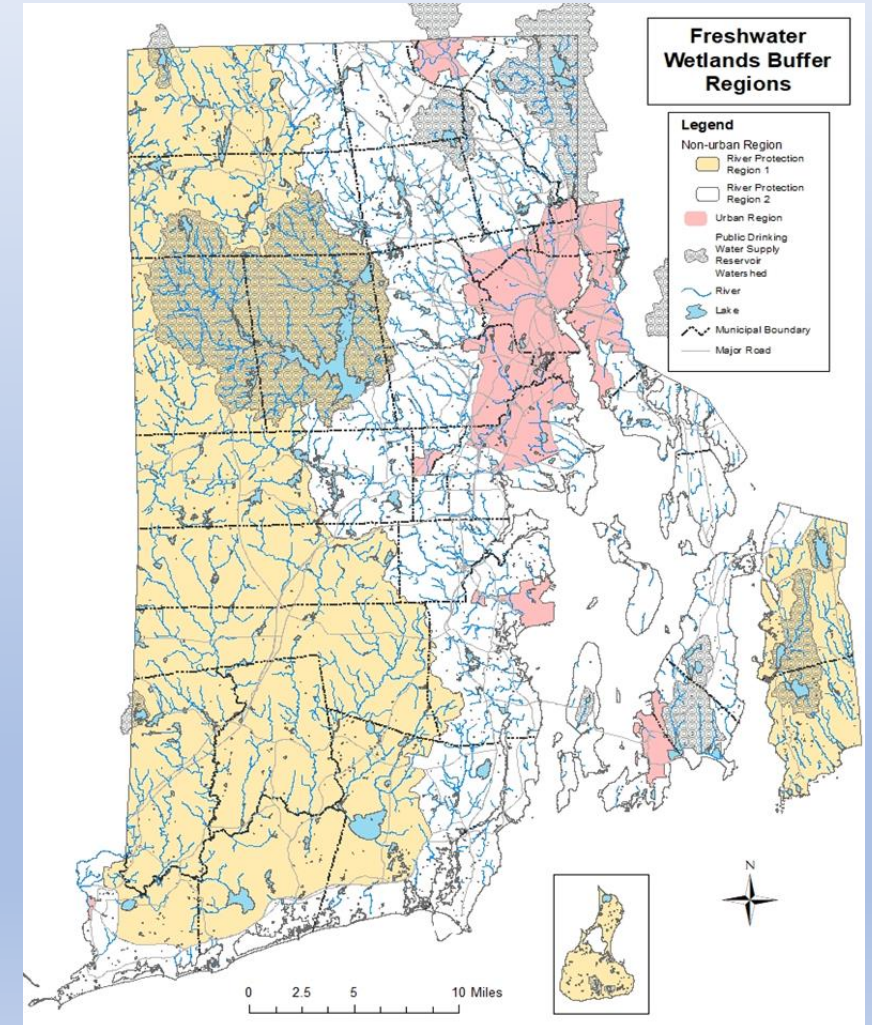 Freshwater
Wetlands Buffer
Regions
Legend
Non-urban Region
River Protection
Region 1
River Protection
Region 2
Urban Region
Public Drinking
Water Supply
Reservoir
Watershed
River
Lake
Municipal Boundary
Major Road
N
0 2.5 5 10 Miles